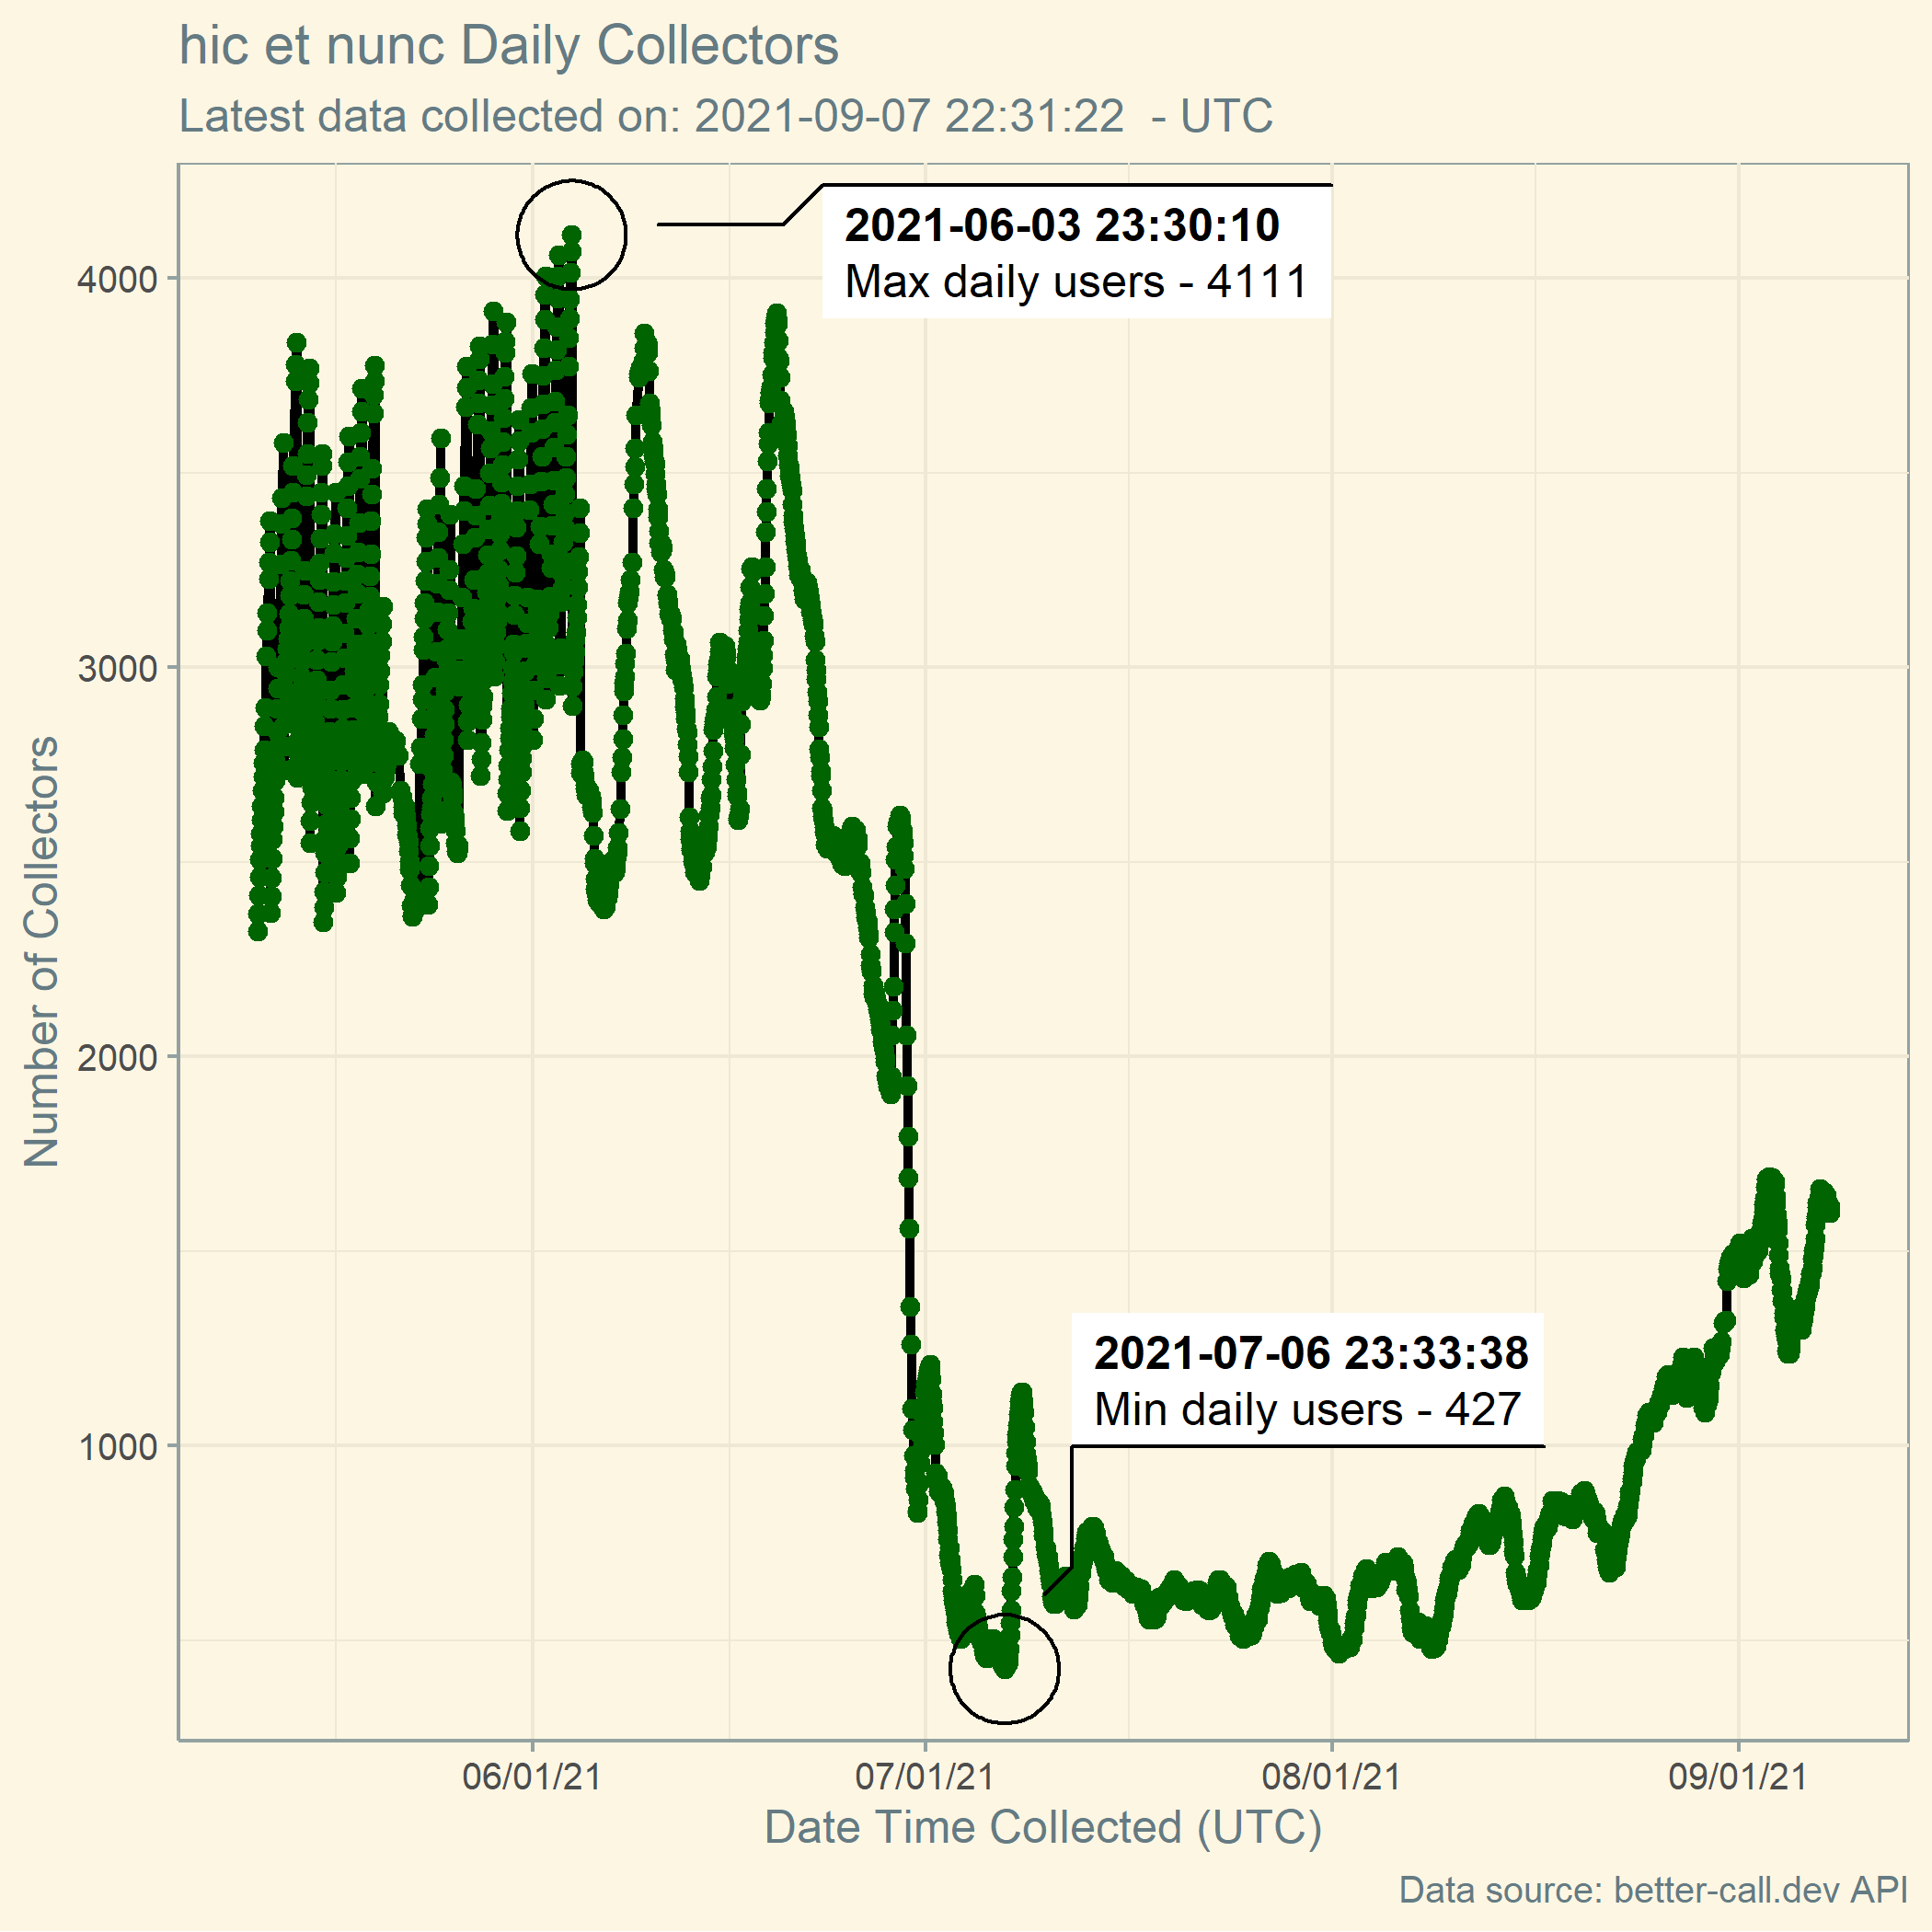 hic et nunc Daily Collectors
Latest data collected on: 2021-09-07 22:31:22  - UTC
2021-06-03 23:30:10
Max daily users - 4111
4000
3000
2000
1000
Number of Collectors
2021-07-06 23:33:38
Min daily users - 427
06/01/21
07/01/21
08/01/21
09/01/21
Date Time Collected (UTC)
Data source: better-call.dev API